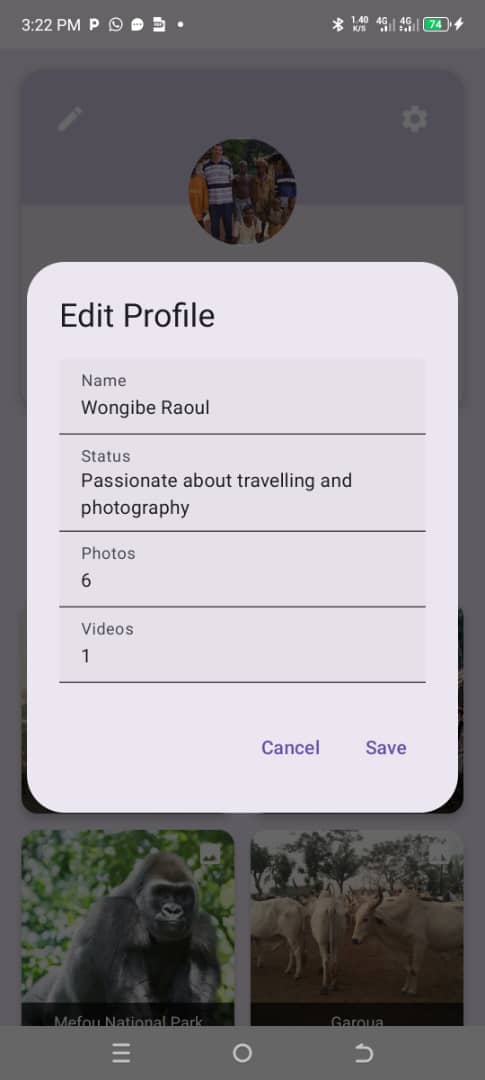 3:22 PM
1.40
K/S
4G
4G
74
Edit Profile
Name
Wongibe Raoul
Status
Passionate about travelling and
photography
Photos
6
Videos
1
Cancel
Save
Mefou National Park
Garoua